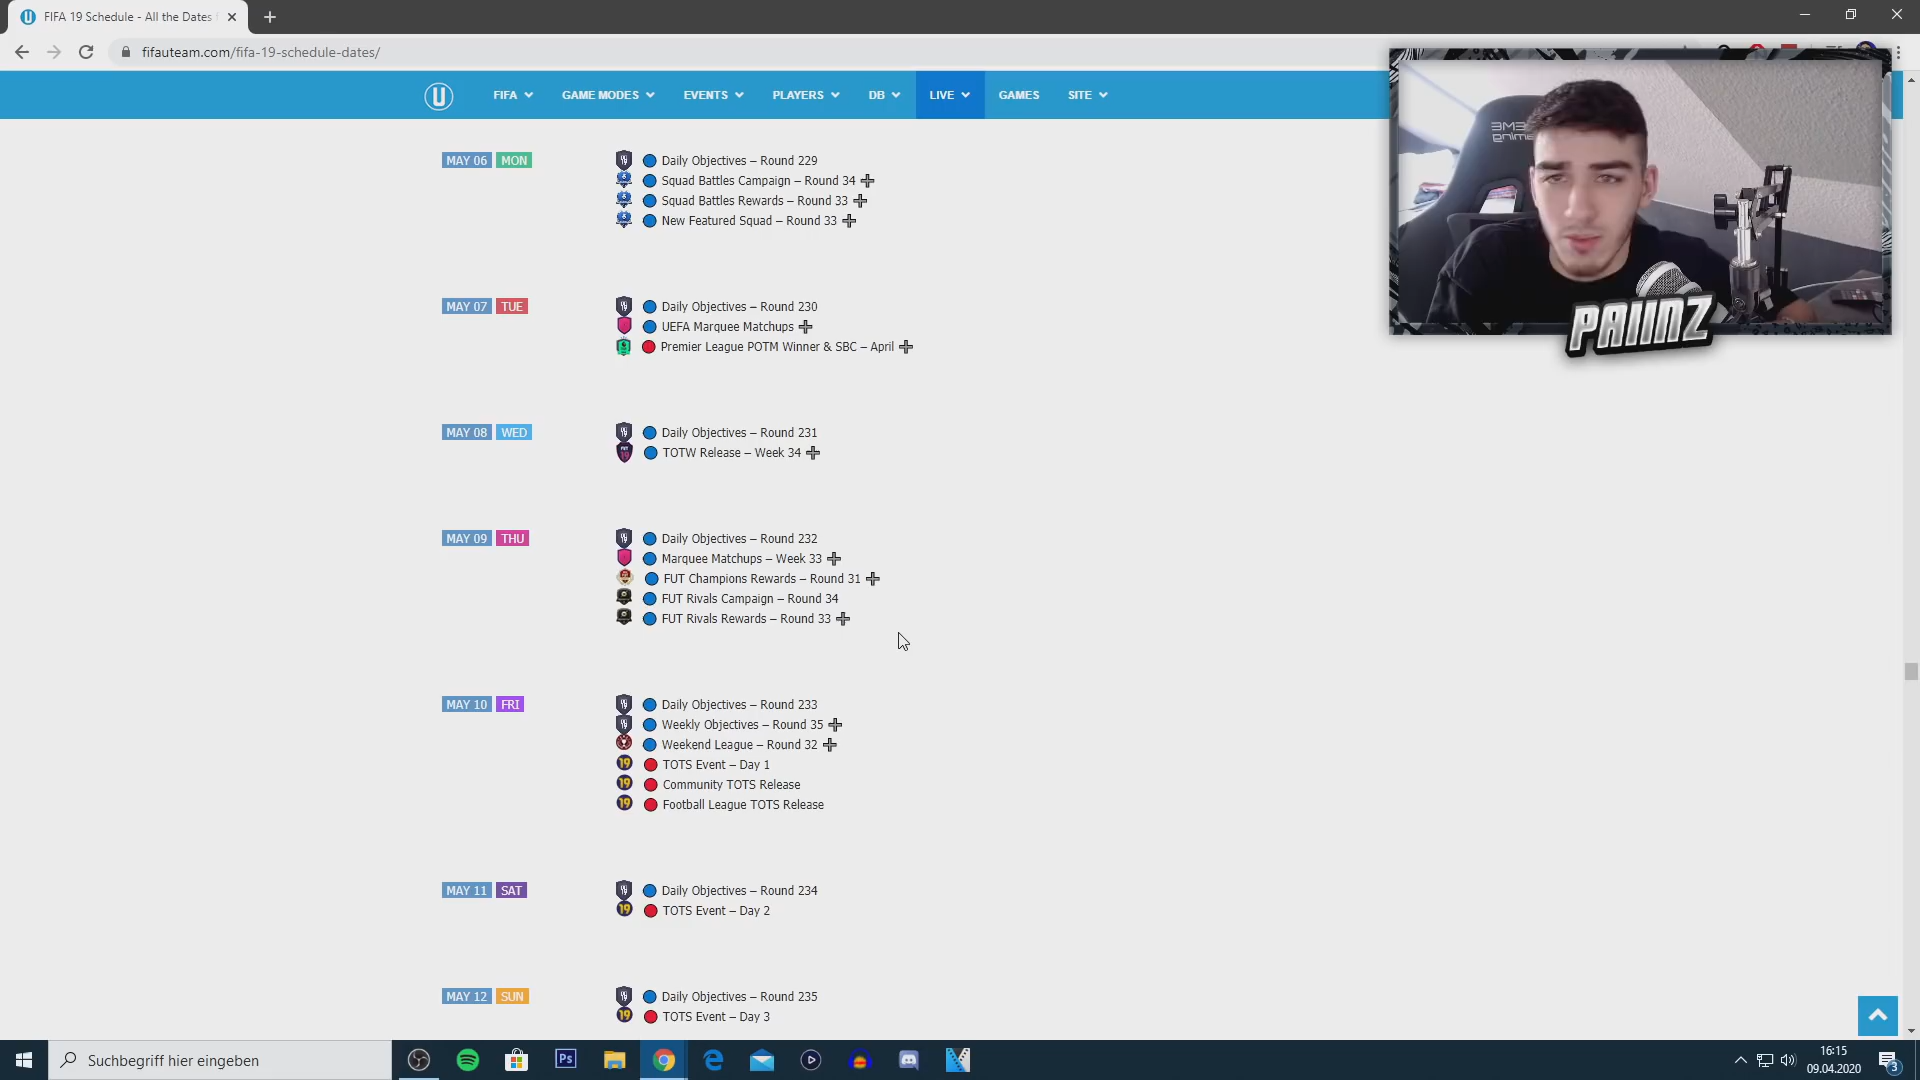 FIFA 19 Schedule - All the Dates
fifauteam.com/fifa-19-schedule-dates/
U FIFA GAME MODES EVENTS PLAYERS DB LIVE GAMES SITE
MAY 06 MON
Daily Objectives – Round 229
Squad Battles Campaign – Round 34
Squad Battles Rewards – Round 33
New Featured Squad – Round 33
MAY 07 TUE
Daily Objectives – Round 230
UEFA Marquee Matchups
Premier League POTM Winner & SBC – April
MAY 08 WED
Daily Objectives – Round 231
TOTW Release – Week 34
MAY 09 THU
Daily Objectives – Round 232
Marquee Matchups – Week 33
FUT Champions Rewards – Round 31
FUT Rivals Campaign – Round 34
FUT Rivals Rewards – Round 33
MAY 10 FRI
Daily Objectives – Round 233
Weekly Objectives – Round 35
Weekend League – Round 32
19 TOTS Event – Day 1
19 Community TOTS Release
19 Football League TOTS Release
MAY 11 SAT
Daily Objectives – Round 234
19 TOTS Event – Day 2
MAY 12 SUN
Daily Objectives – Round 235
19 TOTS Event – Day 3
PAIINZ
Suchbegriff hier eingeben
Ps
16:15
09.04.2020
3